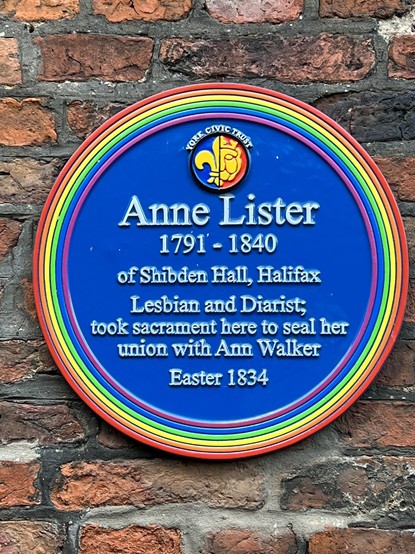 YORK CIVIC TRUST
Anne Lister
1791 - 1840
of Shibden Hall, Halifax
Lesbian and Diarist;
took sacrament here to seal her
union with Ann Walker
Easter 1834